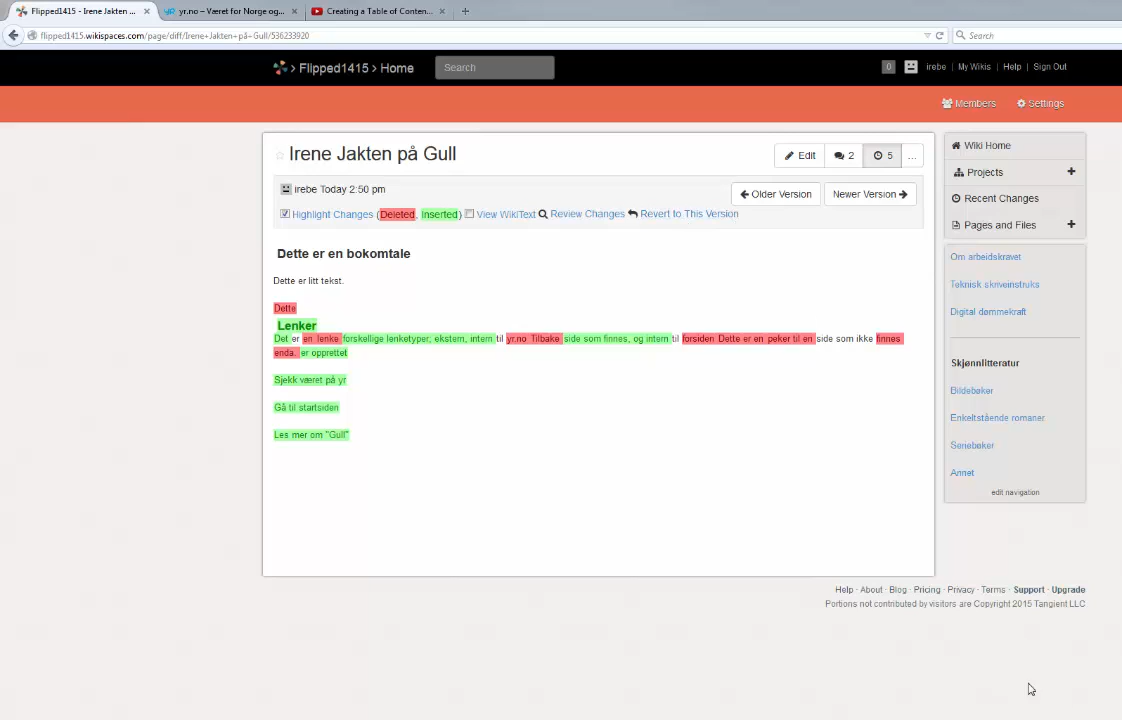 Flipped1415 - Irene Jakten ...
yr.no – Været for Norge og...
Creating a Table of Conten...
flipped1415.wikispaces.com/page/diff/Irene+Jakten+på+Gull/536233920
Search
Flipped1415 > Home
Search
0
irebe | My Wikis | Help | Sign Out
Members
Settings
Irene Jakten på Gull
Edit
2
5
...
irebe Today 2:50 pm
Older Version
Newer Version
Highlight Changes (Deleted, Inserted) View WikiText Review Changes Revert to This Version
Dette er en bokomtale
Dette er litt tekst.
Dette
Lenker
Det er en lenke forskellige lenketyper; ekstern, intern til yr.no Tilbake side som finnes, og intern til forsiden Dette er en peker til en side som ikke finnes
enda. er opprettet
Sjekk været på yr
Gå til startsiden
Les mer om "Gull"
Wiki Home
Projects
Recent Changes
Pages and Files
Om arbeidskravet
Teknisk skriveinstruks
Digital dømmekraft
Skjønnlitteratur
Bildebøker
Enkeltstående romaner
Seriebøker
Annet
edit navigation
Help · About · Blog · Pricing · Privacy · Terms · Support · Upgrade
Portions not contributed by visitors are Copyright 2015 Tangient LLC